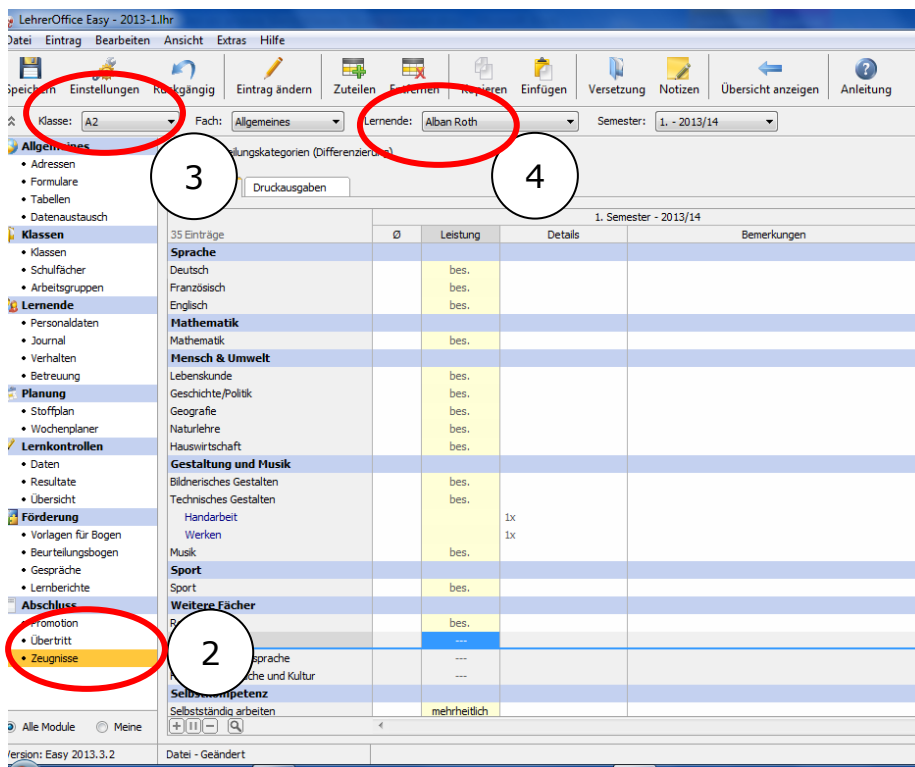 LehrerOffice Easy - 2013-1.lhr
Datei Eintrag Bearbeiten Ansicht Extras Hilfe
Speichern Einstellungen Rückgängig Eintrag ändern Zuteilen Entfernen Kopieren Einfügen Versetzung Notizen Übersicht anzeigen Anleitung
Klasse: A2 Fach: Allgemeines Lernende: Alban Roth Semester: 1. - 2013/14
Allgemeines
• Adressen
• Formulare
• Tabellen
• Datenaustausch
Klassen
• Klassen
• Schulfächer
• Arbeitsgruppen
Lernende
• Personaldaten
• Journal
• Verhalten
• Betreuung
Planung
• Stoffplan
• Wochenplaner
Lernkontrollen
• Daten
• Resultate
• Übersicht
Förderung
• Vorlagen für Bogen
• Beurteilungsbogen
• Gespräche
• Lernberichte
Abschluss
• Promotion
• Übertritt
• Zeugnisse
Alle Module Meine
3
4
2
(Differenzierung)
Druckausgaben
1. Semester - 2013/14
35 Einträge Ø Leistung Details Bemerkungen
Sprache
Deutsch bes.
Französisch bes.
Englisch bes.
Mathematik
Mathematik bes.
Mensch & Umwelt
Lebenskunde bes.
Geschichte/Politik bes.
Geografie bes.
Naturlehre bes.
Hauswirtschaft bes.
Gestaltung und Musik
Bildnerisches Gestalten bes.
Technisches Gestalten bes.
Handarbeit 1x
Werken 1x
Musik bes.
Sport
Sport bes.
Weitere Fächer
bes.
---
sprache ---
und Kultur ---
Selbstkompetenz
Selbstständig arbeiten mehrheitlich
Version: Easy 2013.3.2 Datei - Geändert